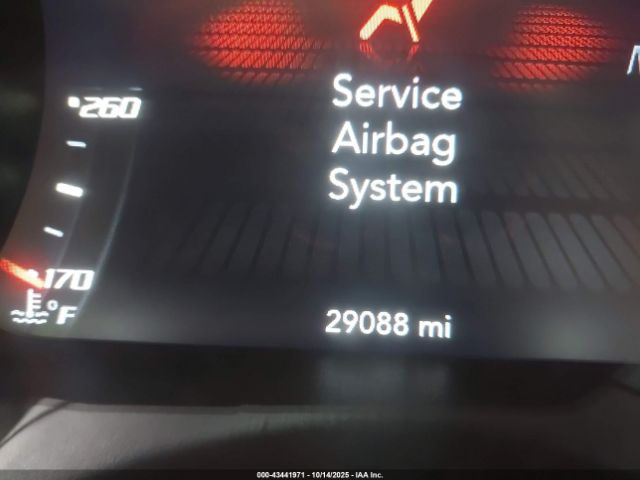 260
Service
Airbag
System
170
°F
29088 mi
000-43441971 - 10/14/2025 - IAA Inc.